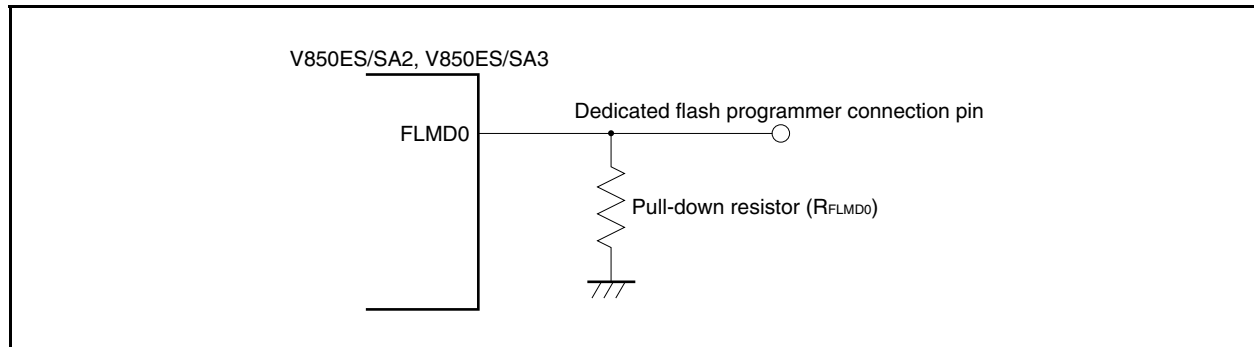 V850ES/SA2, V850ES/SA3
Dedicated flash programmer connection pin
FLMD0
Pull-down resistor (RFLMD0)